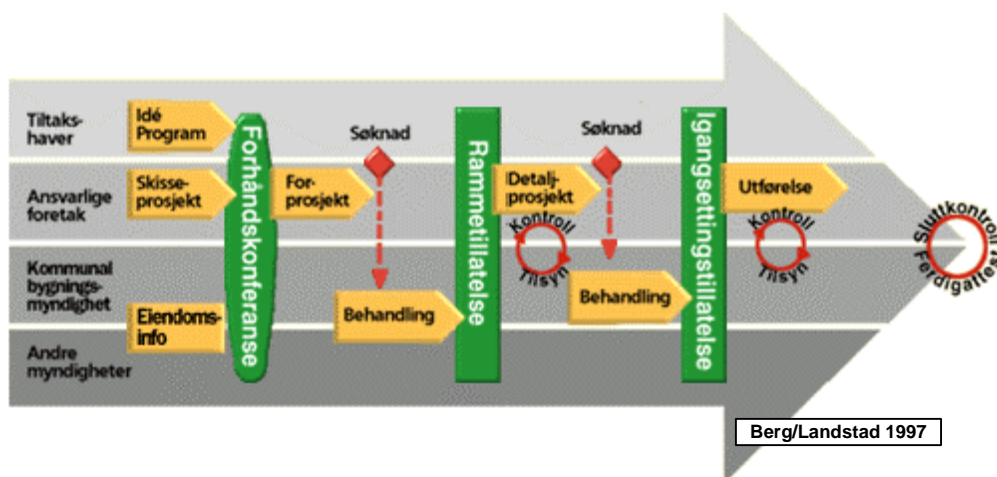 Tiltaks-
haver
Idé
Program
Søknad
Søknad
Ansvarlige
foretak
Skisse-
prosjekt
Forhåndskonferanse
For-
prosjekt
Rammetillatelse
Detalj-
prosjekt
Kontroll
Tilsyn
Igangsettingstillatelse
Utførelse
Kontroll
Tilsyn
Sluttkontroll
Ferdigattest
Kommunal
bygnings-
myndighet
Eiendoms-
info
Behandling
Behandling
Andre
myndigheter
Berg/Landstad 1997